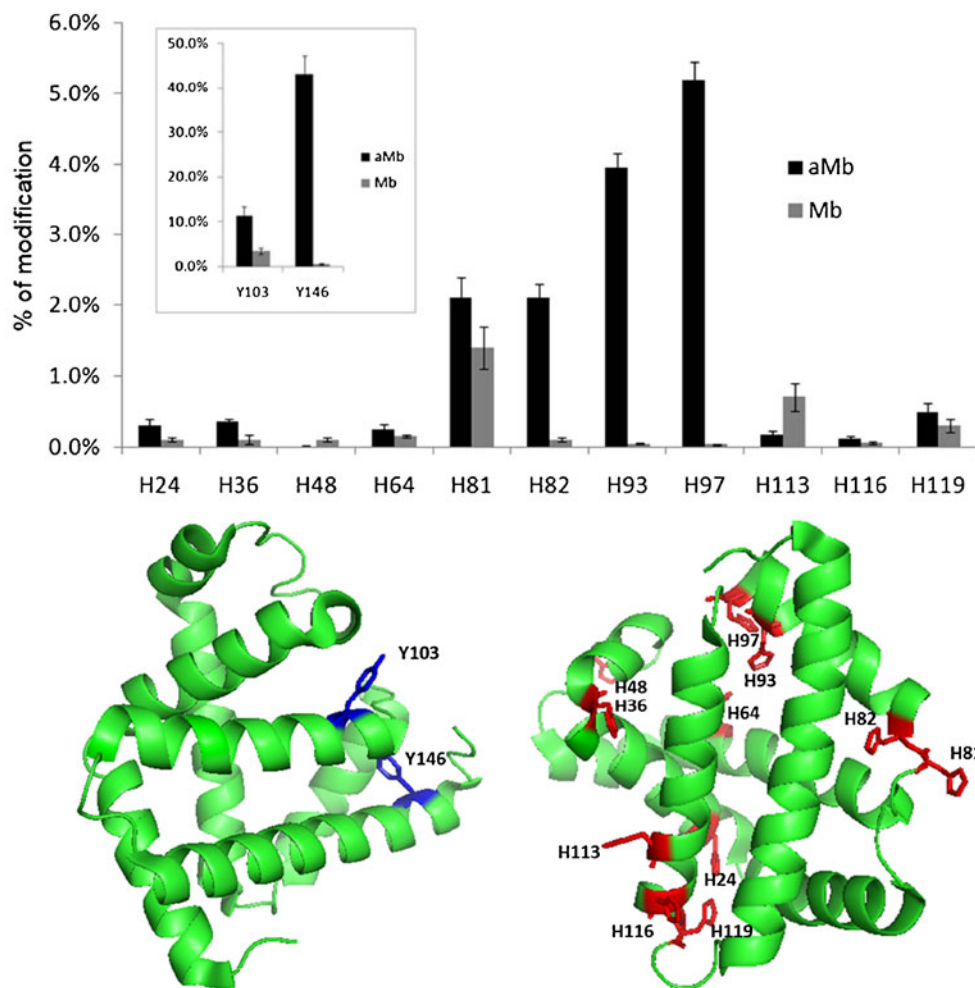 % of modification
6.0%
5.0%
4.0%
3.0%
2.0%
1.0%
0.0%
50.0%
40.0%
30.0%
20.0%
10.0%
0.0%
aMb
Mb
Y103 Y146
aMb
Mb
H24 H36 H48 H64 H81 H82 H93 H97 H113 H116 H119
Y103
Y146
H97
H93
H48
H36
H64
H82
H81
H113
H24
H116
H119